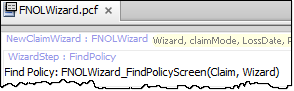 FNOLWizard.pcf ×
NewClaimWizard : FNOLWizard Wizard, claimMode, LossDate, P
WizardStep : FindPolicy
Find Policy: FNOLWizard_FindPolicyScreen(Claim, Wizard)